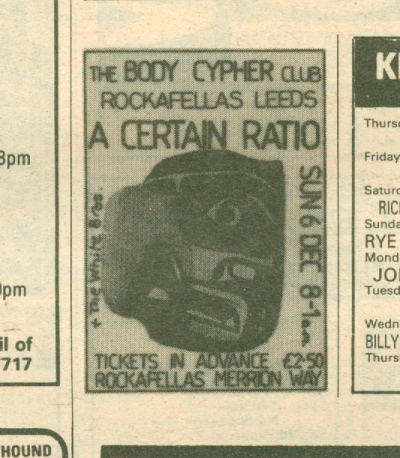 THE BODY CYPHER CLUB
ROCKAFELLAS LEEDS
A CERTAIN RATIO
SUN 6 DEC 8-1am
+ The White Bros.
TICKETS IN ADVANCE £2·50
ROCKAFELLAS MERRION WAY
8pm
0pm
il of
717
HOUND
K
Thurs
Friday
Saturd
RIC
Sunda
RYE
Mond
JO
Tuesd
Wedn
BILLY
Thurs